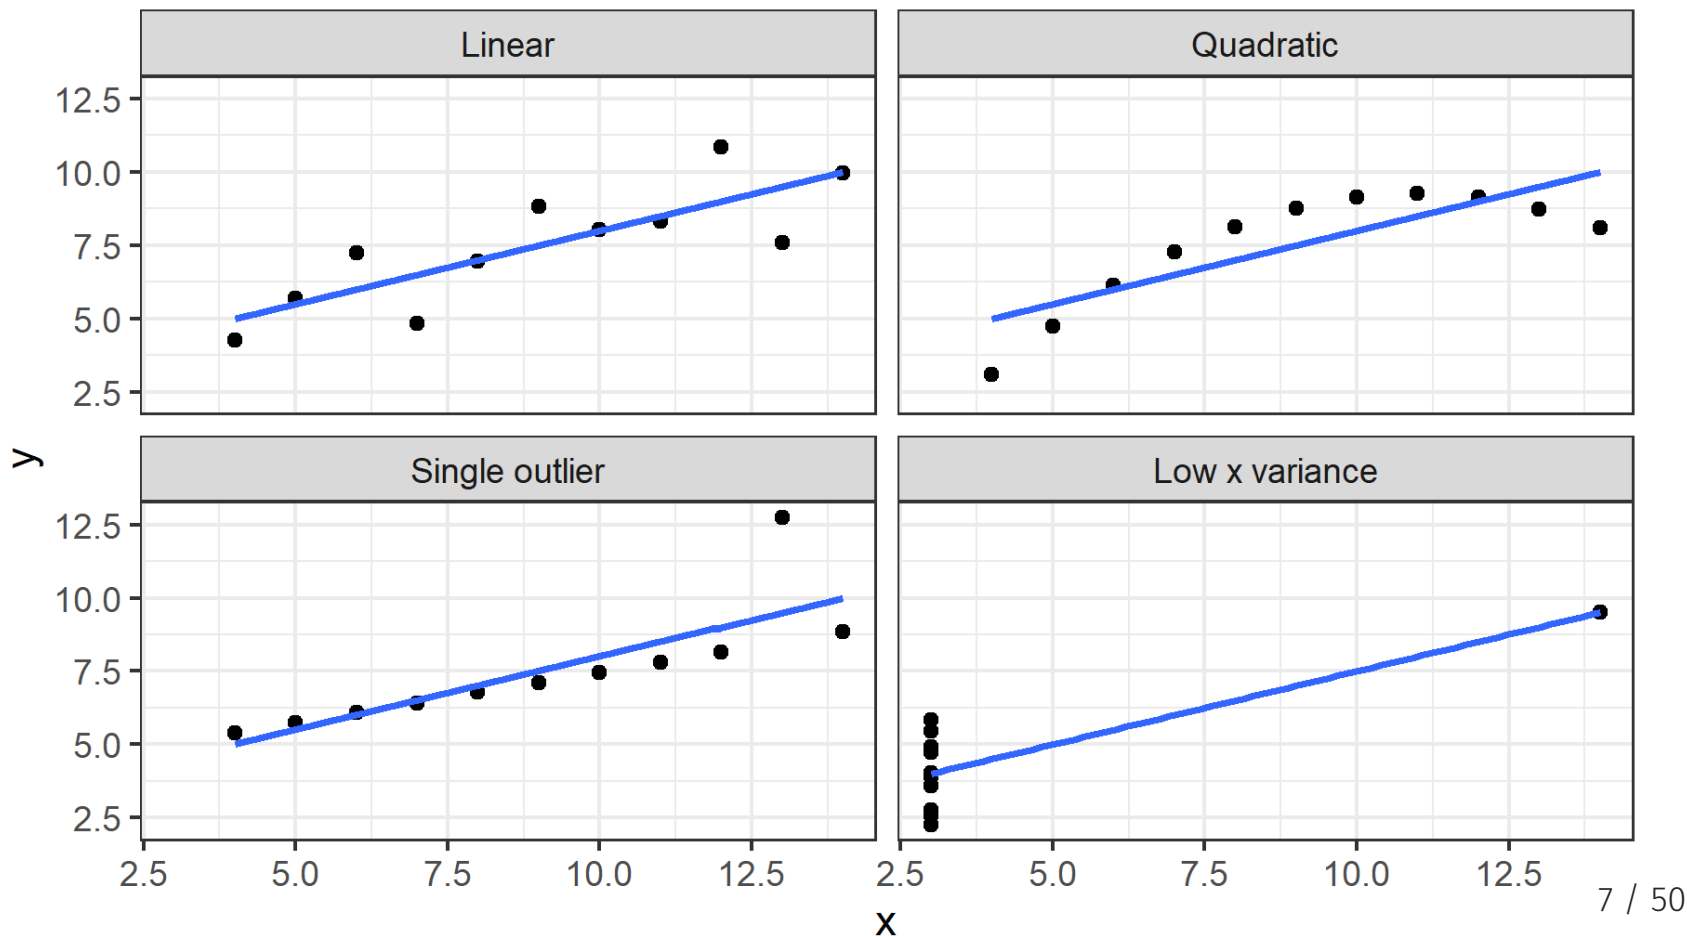 Linear
Quadratic
12.5
10.0
7.5
5.0
2.5
y
Single outlier
Low x variance
12.5
10.0
7.5
5.0
2.5
2.5 5.0 7.5 10.0 12.5 2.5 5.0 7.5 10.0 12.5
x
7 / 50